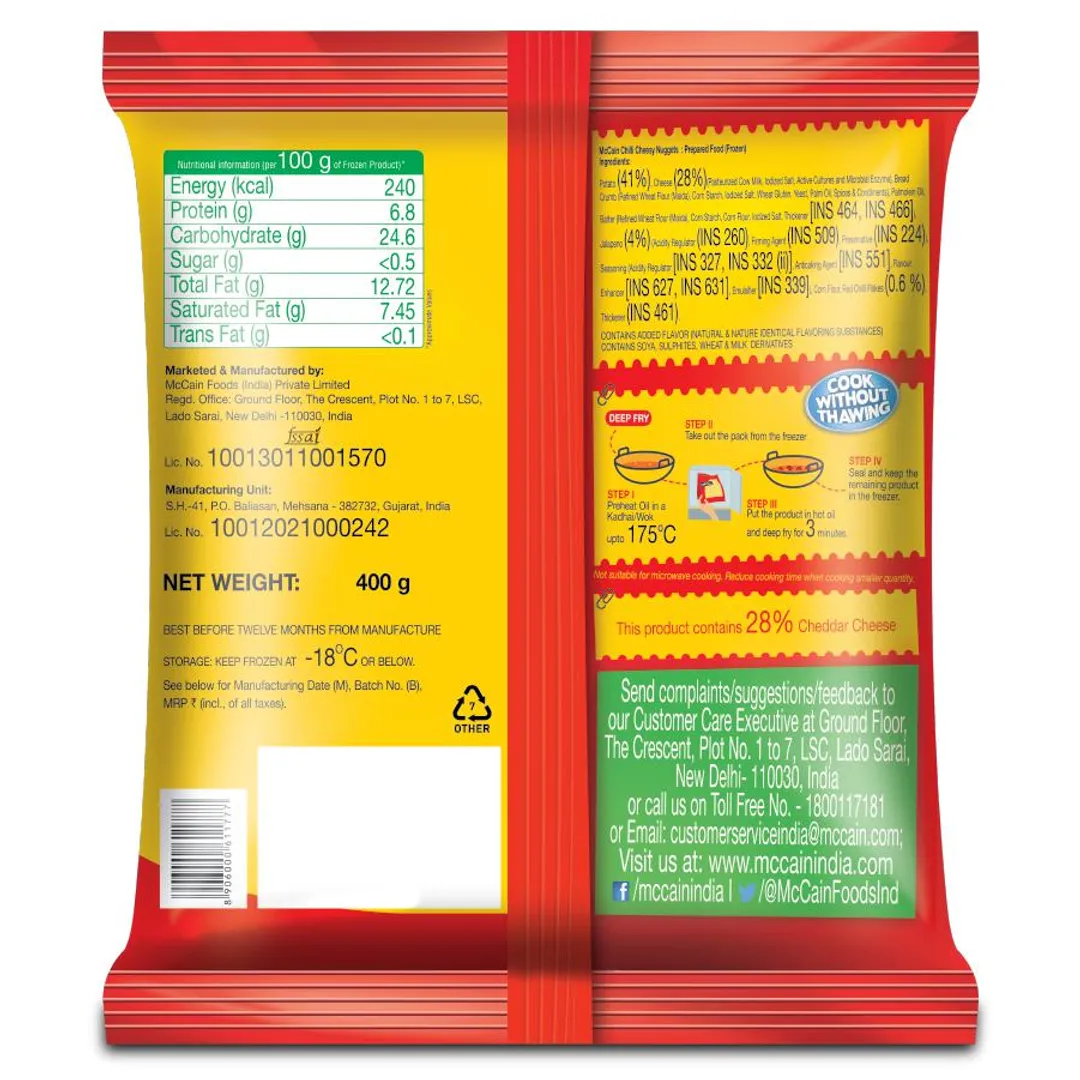 Nutritional information (per 100 g of Frozen Product)*
Energy (kcal) 240
Protein (g) 6.8
Carbohydrate (g) 24.6
Sugar (g) <0.5
Total Fat (g) 12.72
Saturated Fat (g) 7.45
Trans Fat (g) <0.1
*Approximate Values
Marketed & Manufactured by:
McCain Foods (India) Private Limited
Regd. Office: Ground Floor, The Crescent, Plot No. 1 to 7, LSC,
Lado Sarai, New Delhi -110030, India
fssai
Lic. No. 10013011001570
Manufacturing Unit:
S.H.-41, P.O. Baliasan, Mehsana - 382732, Gujarat, India
Lic. No. 10012021000242
NET WEIGHT: 400 g
BEST BEFORE TWELVE MONTHS FROM MANUFACTURE
STORAGE: KEEP FROZEN AT -18°C OR BELOW.
See below for Manufacturing Date (M), Batch No. (B),
MRP ₹ (incl., of all taxes).
7
OTHER
8 906000 611777
McCain Chilli Cheesy Nuggets : Prepared Food (Frozen)
Ingredients:
Potato (41%), Cheese (28%) (Pasteurized Cow Milk, Iodized Salt, Active Cultures and Microbial Enzyme), Bread
Crumb (Refined Wheat Flour (Maida), Corn Starch, Iodized Salt, Wheat Gluten, Yeast, Palm Oil, Spices & Condiments), Palmolein Oil,
Batter (Refined Wheat Flour (Maida), Corn Starch, Corn Flour, Iodized Salt, Thickener [INS 464, INS 466],
Jalapeno (4%) (Acidity Regulator (INS 260), Firming Agent (INS 509), Preservative (INS 224),
Seasoning (Acidity Regulator [INS 327, INS 332 (ii)], Anticaking Agent [INS 551], Flavour
Enhancer [INS 627, INS 631], Emulsifier [INS 339], Corn Flour, Red Chilli Flakes (0.6 %)
Thickener (INS 461)
CONTAINS ADDED FLAVOR (NATURAL & NATURE IDENTICAL FLAVORING SUBSTANCES)
CONTAINS SOYA, SULPHITES, WHEAT & MILK DERIVATIVES
COOK
WITHOUT
THAWING
DEEP FRY
STEP I
Preheat Oil in a
Kadhai/Wok
upto 175°C
STEP II
Take out the pack from the freezer
STEP III
Put the product in hot oil
and deep fry for 3 minutes.
STEP IV
Seal and keep the
remaining product
in the freezer.
Not suitable for microwave cooking. Reduce cooking time when cooking smaller quantity.
This product contains 28% Cheddar Cheese
Send complaints/suggestions/feedback to
our Customer Care Executive at Ground Floor,
The Crescent, Plot No. 1 to 7, LSC, Lado Sarai,
New Delhi- 110030, India
or call us on Toll Free No. - 1800117181
or Email: customerserviceindia@mccain.com;
Visit us at: www.mccainindia.com
f /mccainindia | /@McCainFoodsInd